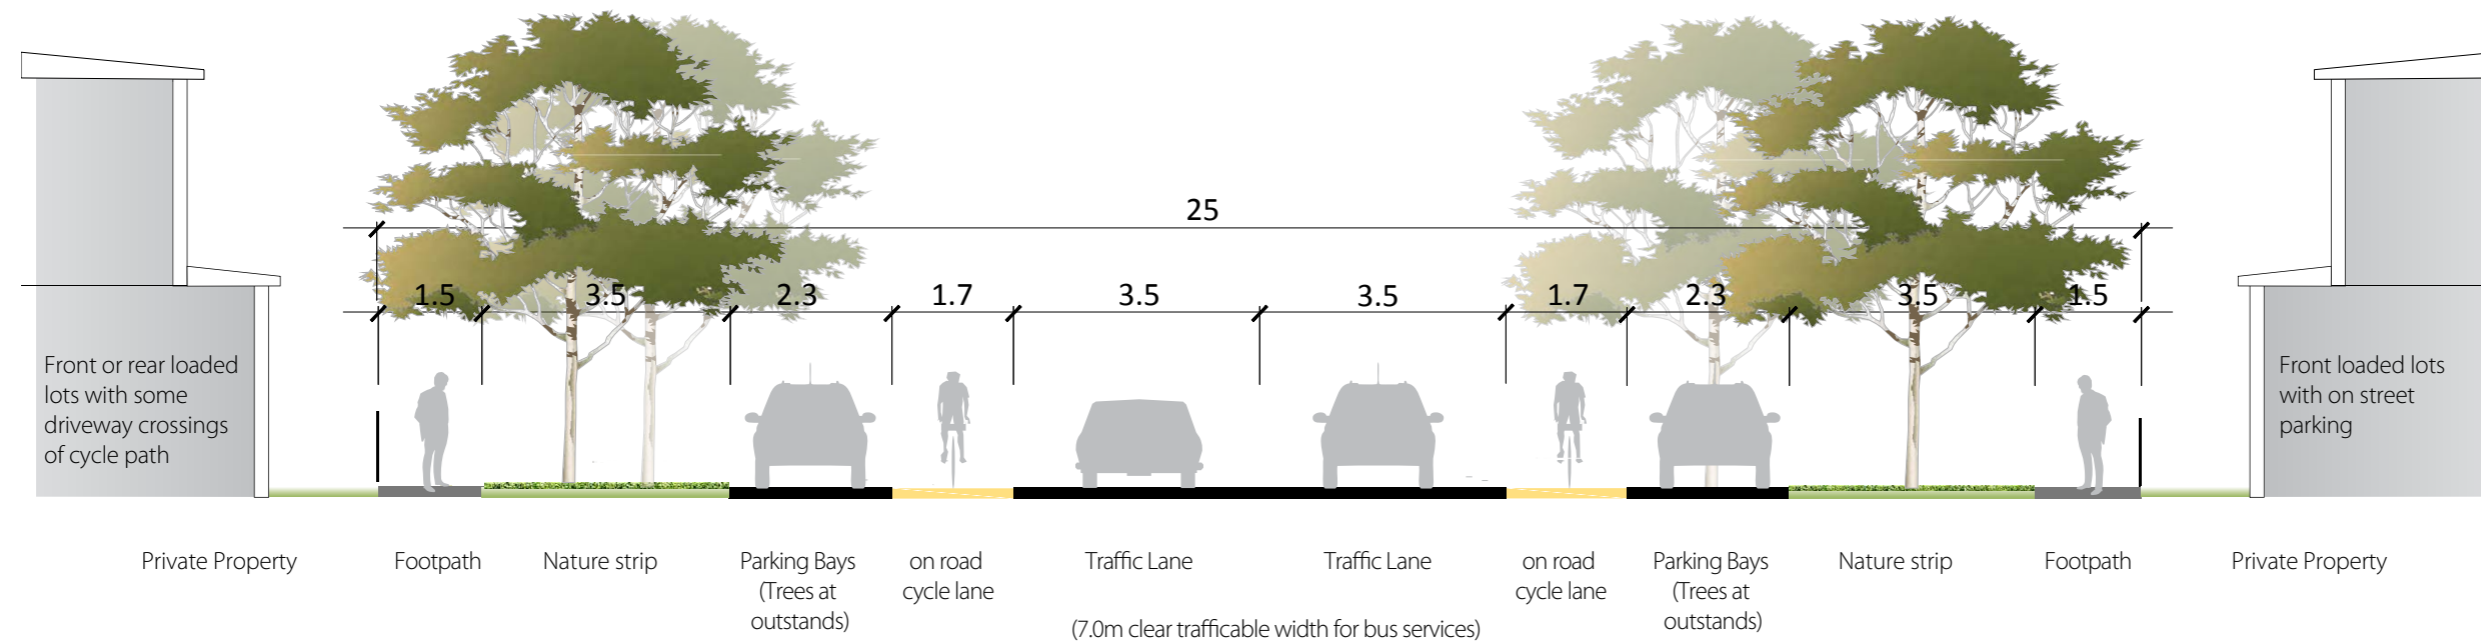 25
1.5 3.5 2.3 1.7 3.5 3.5 1.7 2.3 3.5 1.5
Front or rear loaded
lots with some
driveway crossings
of cycle path
Front loaded lots
with on street
parking
Private Property
Footpath
Nature strip
Parking Bays
(Trees at
outstands)
on road
cycle lane
Traffic Lane
Traffic Lane
(7.0m clear trafficable width for bus services)
on road
cycle lane
Parking Bays
(Trees at
outstands)
Nature strip
Footpath
Private Property